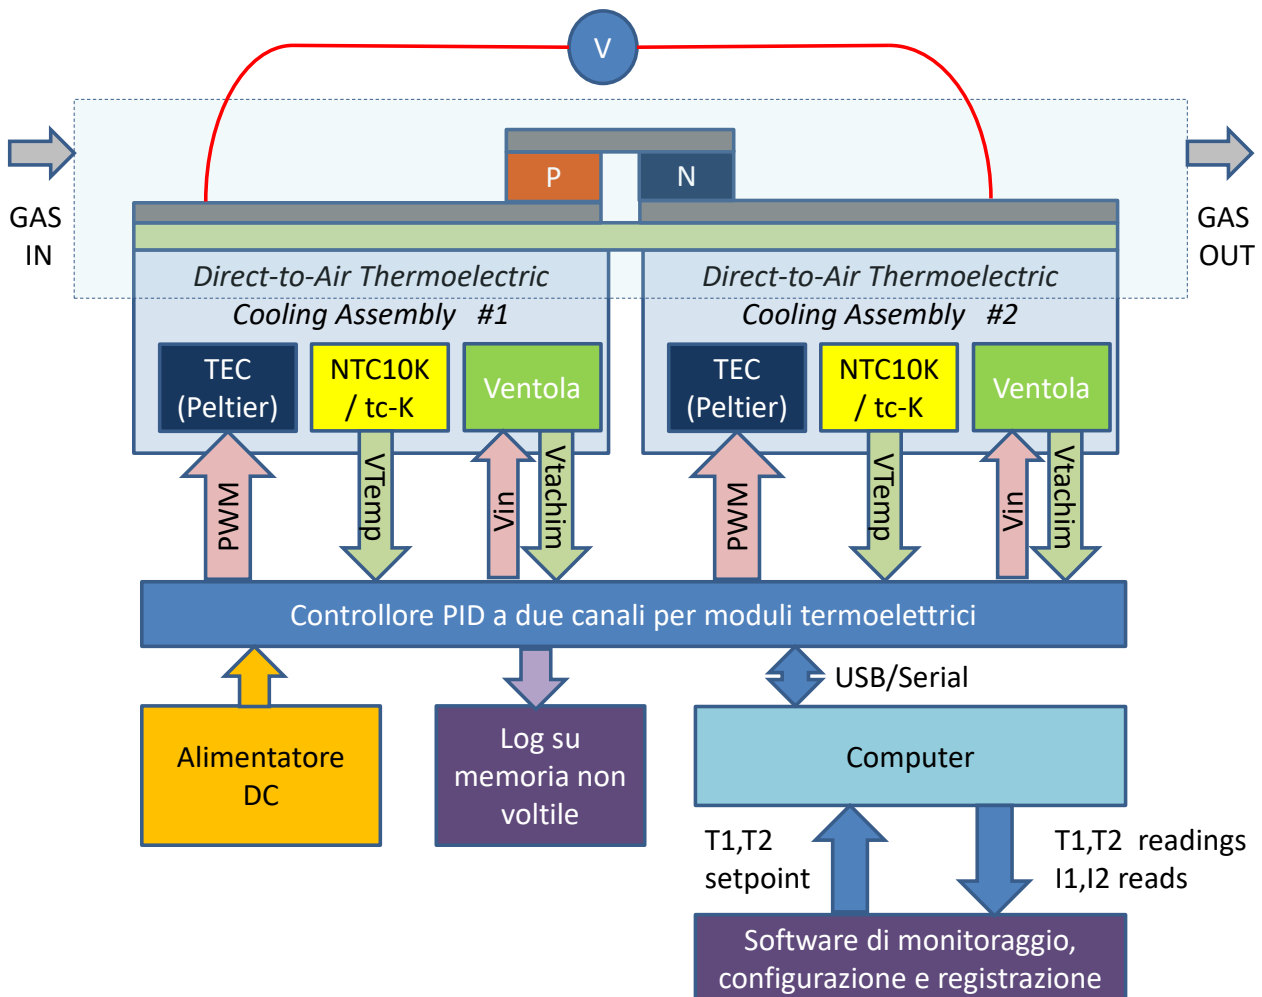 V
P
N
GAS
IN
GAS
OUT
Direct-to-Air Thermoelectric
Cooling Assembly #1
Direct-to-Air Thermoelectric
Cooling Assembly #2
TEC
(Peltier)
NTC10K
/ tc-K
Ventola
TEC
(Peltier)
NTC10K
/ tc-K
Ventola
PWM
VTemp
Vin
Vtachim
PWM
VTemp
Vin
Vtachim
Controllore PID a due canali per moduli termoelettrici
USB/Serial
Alimentatore
DC
Log su
memoria non
voltile
Computer
T1,T2
setpoint
T1,T2 readings
I1,I2 reads
Software di monitoraggio,
configurazione e registrazione